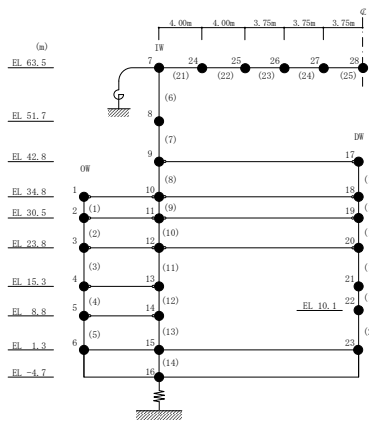 4.00m 4.00m 3.75m 3.75m 3.75m
(m) IW
EL 63.5 7 24 25 26 27 28
(21) (22) (23) (24) (25)
(6)
EL 51.7 8
(7)
EL 42.8 9 17
OW (8) DW
EL 34.8 1 10 18
(1) (9)
EL 30.5 2 11 19
(2) (10)
EL 23.8 3 12 20
(3) (11)
EL 15.3 4 13 21
(4) (12) EL 10.1 22
EL 8.8 5 14
(5) (13)
EL 1.3 6 15 23
(14)
EL -4.7 16